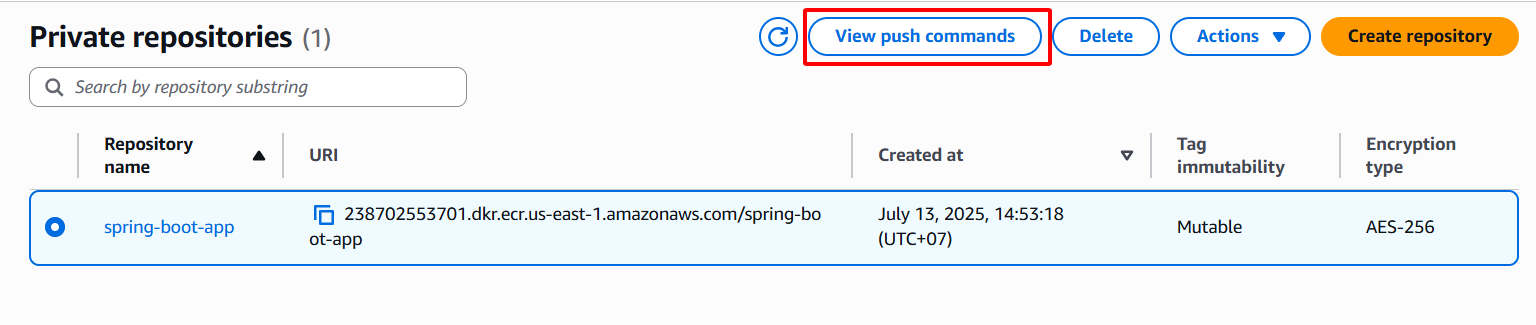 Private repositories (1)
View push commands
Delete
Actions
Create repository
Search by repository substring
Repository
name
URI
Created at
Tag
immutability
Encryption
type
spring-boot-app
238702553701.dkr.ecr.us-east-1.amazonaws.com/spring-bo
ot-app
July 13, 2025, 14:53:18
(UTC+07)
Mutable
AES-256